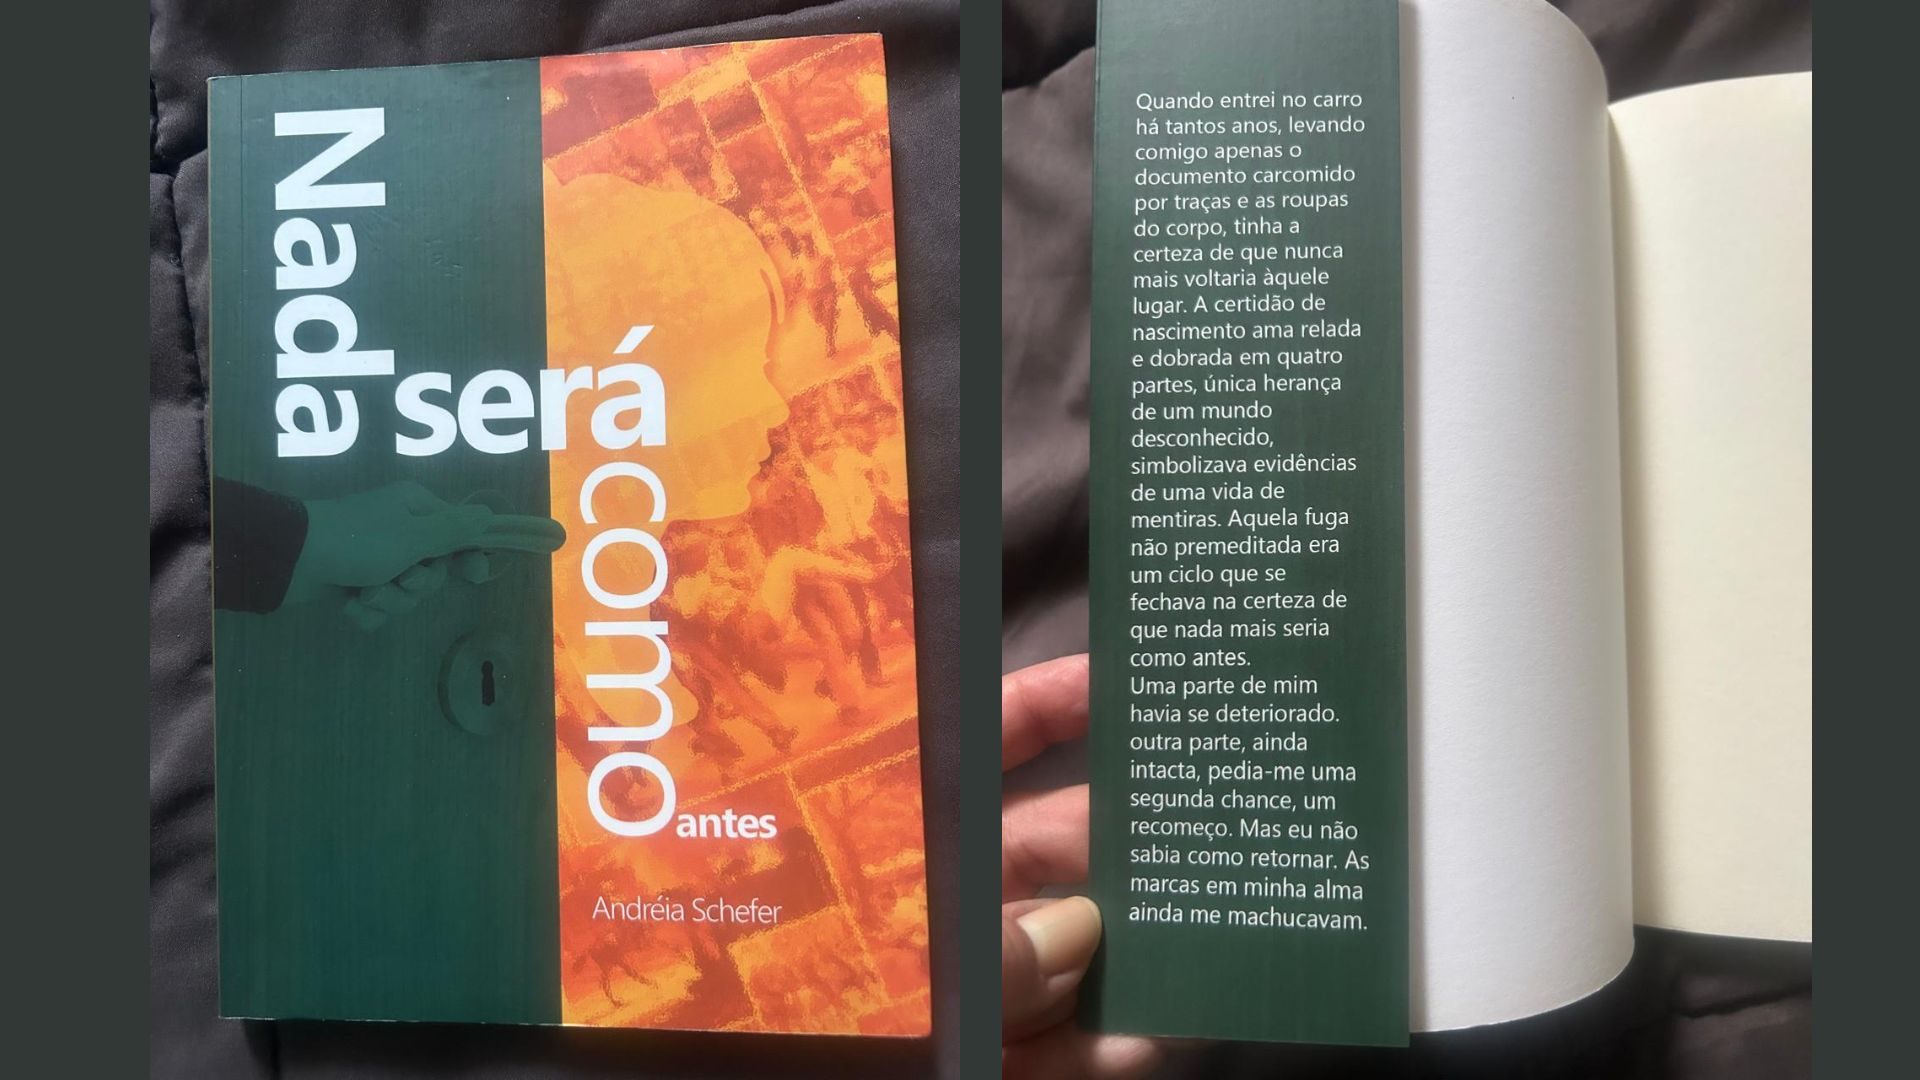 Nada
será
como
antes
Andréia Schefer
Quando entrei no carro
há tantos anos, levando
comigo apenas o
documento carcomido
por traças e as roupas
do corpo, tinha a
certeza de que nunca
mais voltaria àquele
lugar. A certidão de
nascimento ama relada
e dobrada em quatro
partes, única herança
de um mundo
desconhecido,
simbolizava evidências
de uma vida de
mentiras. Aquela fuga
não premeditada era
um ciclo que se
fechava na certeza de
que nada mais seria
como antes.
Uma parte de mim
havia se deteriorado.
outra parte, ainda
intacta, pedia-me uma
segunda chance, um
recomeço. Mas eu não
sabia como retornar. As
marcas em minha alma
ainda me machucavam.